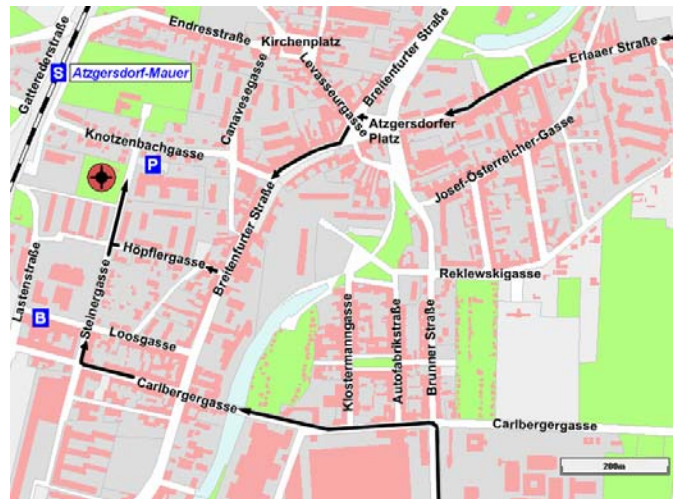 Endresstraße
Kirchenplatz
Breitenfurter Straße
Erlaaer Straße
Gatterederstraße
S
Atzgersdorf-Mauer
Canavesegasse
Levasseurgasse
Atzgersdorfer
Platz
Knotzenbachgasse
P
Josef-Österreicher-Gasse
Breitenfurter Straße
Höpflergasse
Reklewskigasse
Lastenstraße
Steinergasse
B
Loosgasse
Klostermanngasse
Autofabrikstraße
Brunner Straße
Carlbergergasse
Carlbergergasse
200m